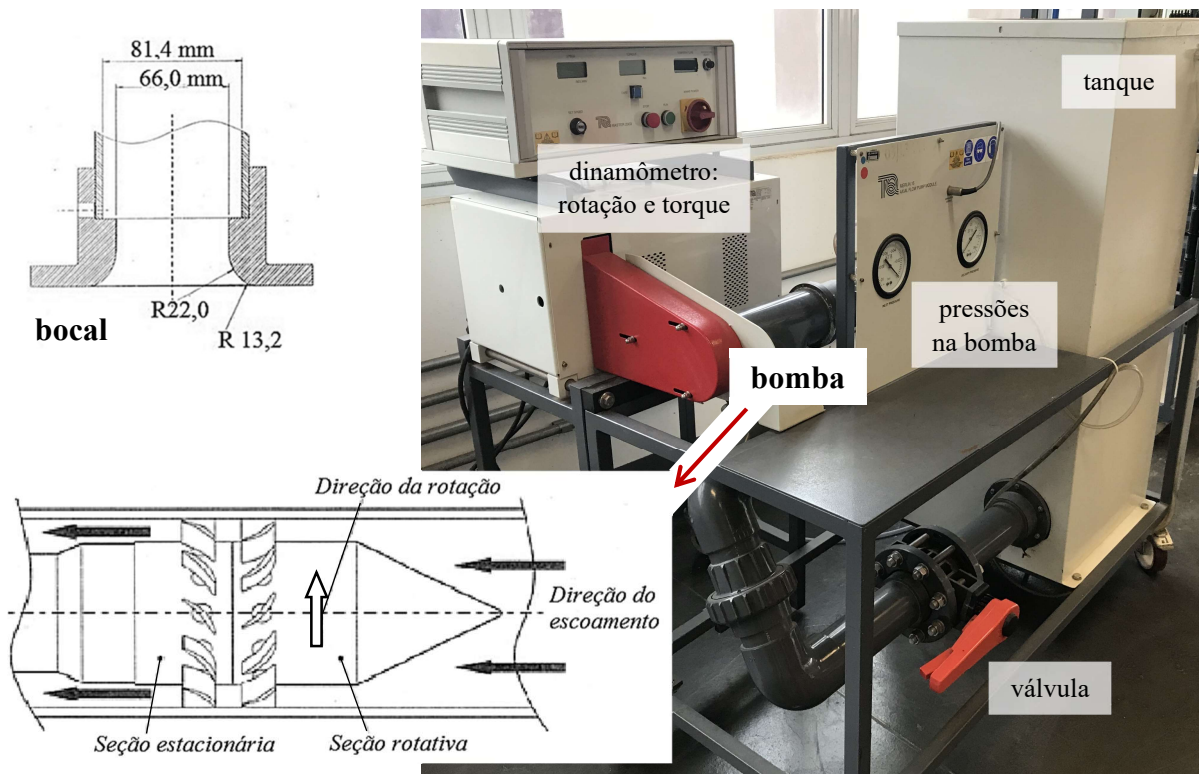 81,4 mm
66,0 mm
R22,0
R 13,2
bocal
tanque
dinamômetro:
rotação e torque
pressões
na bomba
bomba
válvula
Direção da rotação
Direção do
escoamento
Seção estacionária
Seção rotativa